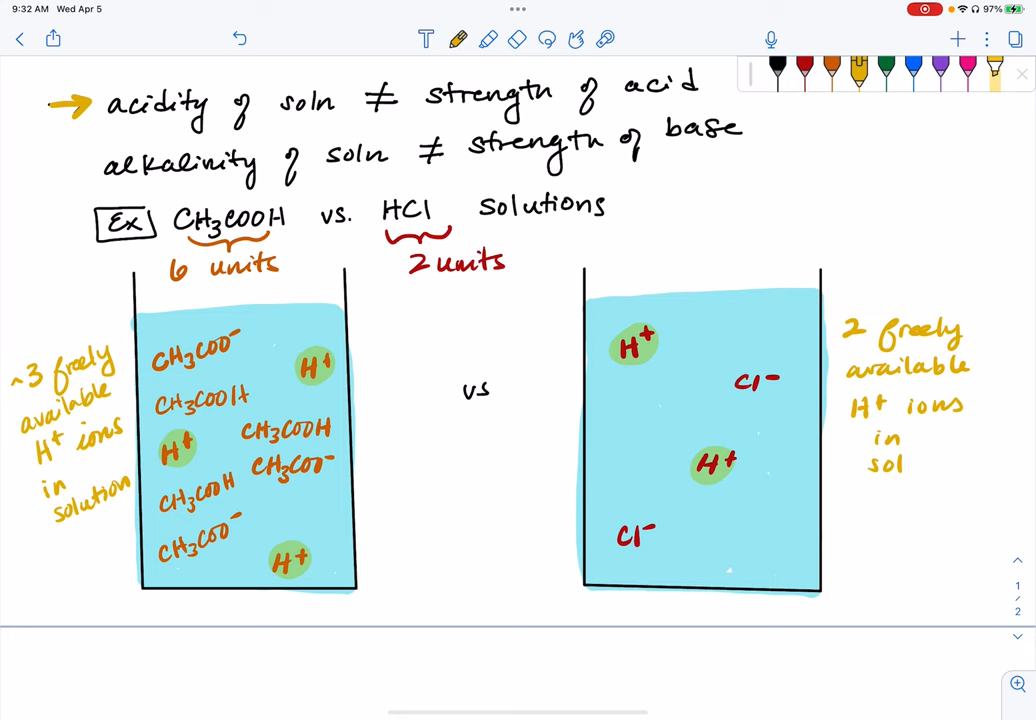 9:32 AM Wed Apr 5
97%
acidity of soln ≠ strength of acid
alkalinity of soln ≠ strength of base
Ex CH₃COOH vs. HCl solutions
6 units
2 units
~3 freely
available
H⁺ ions
in
solution
CH₃COO⁻
H⁺
CH₃COOH
CH₃COOH
H⁺
CH₃COO⁻
CH₃COOH
CH₃COO⁻
H⁺
vs
H⁺
Cl⁻
H⁺
Cl⁻
2 freely
available
H⁺ ions
in
sol
1
/
2